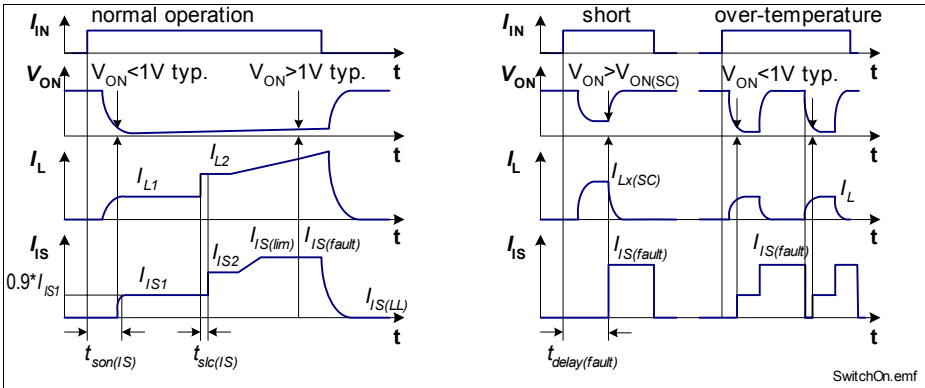 normal operation
short
over-temperature
I_IN
t
I_IN
t
V_ON
V_ON<1V typ.
V_ON>1V typ.
t
V_ON
V_ON>V_ON(SC)
V_ON<1V typ.
t
I_L
I_L1
I_L2
t
I_L
I_Lx(SC)
I_L
t
I_IS
0.9*I_IS1
I_IS1
I_IS2
I_IS(lim)
I_IS(fault)
I_IS(LL)
t
I_IS
I_IS(fault)
I_IS(fault)
t
t_son(IS)
t_slc(IS)
t_delay(fault)
SwitchOn.emf